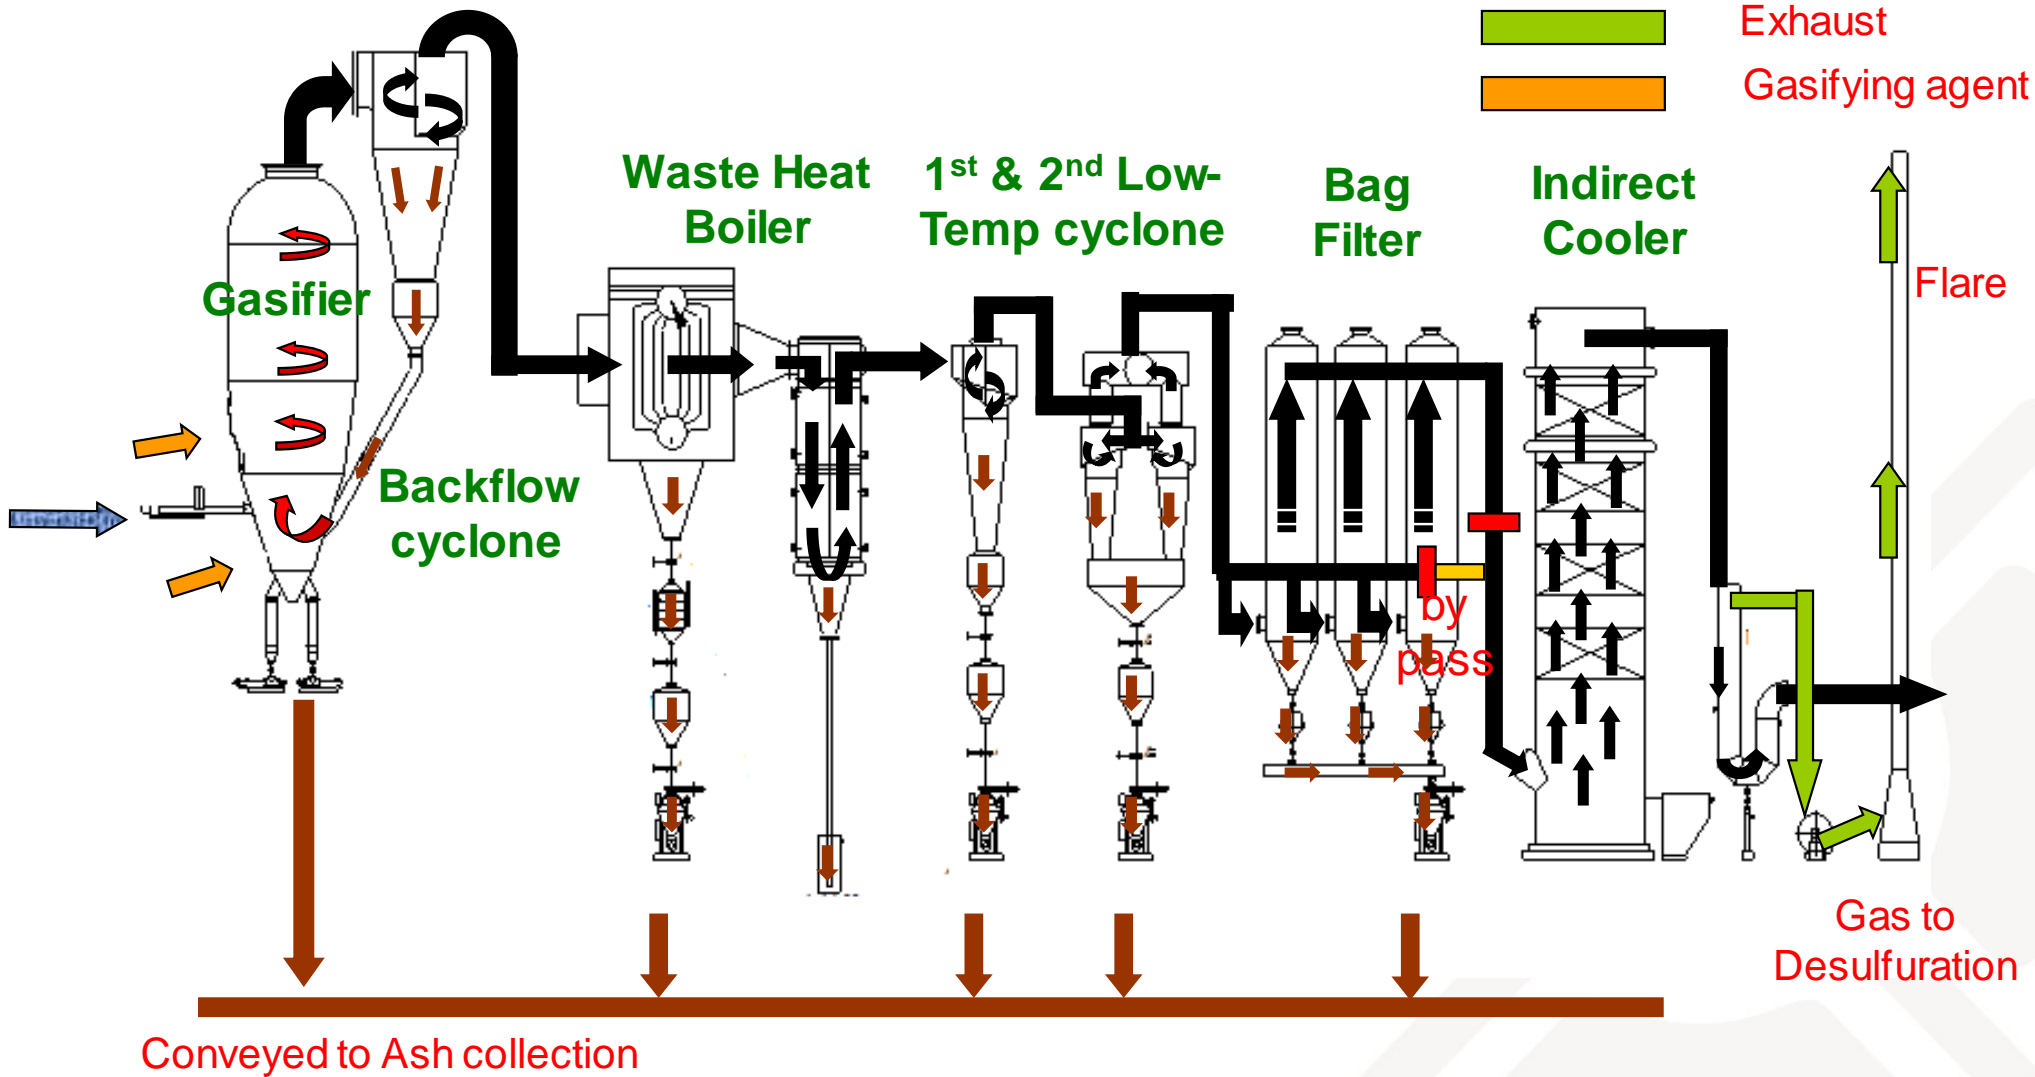 Exhaust
Gasifying agent
Waste Heat
Boiler
1st & 2nd Low-
Temp cyclone
Bag
Filter
Indirect
Cooler
Flare
Gasifier
Backflow
cyclone
by
pass
Gas to
Desulfuration
Conveyed to Ash collection